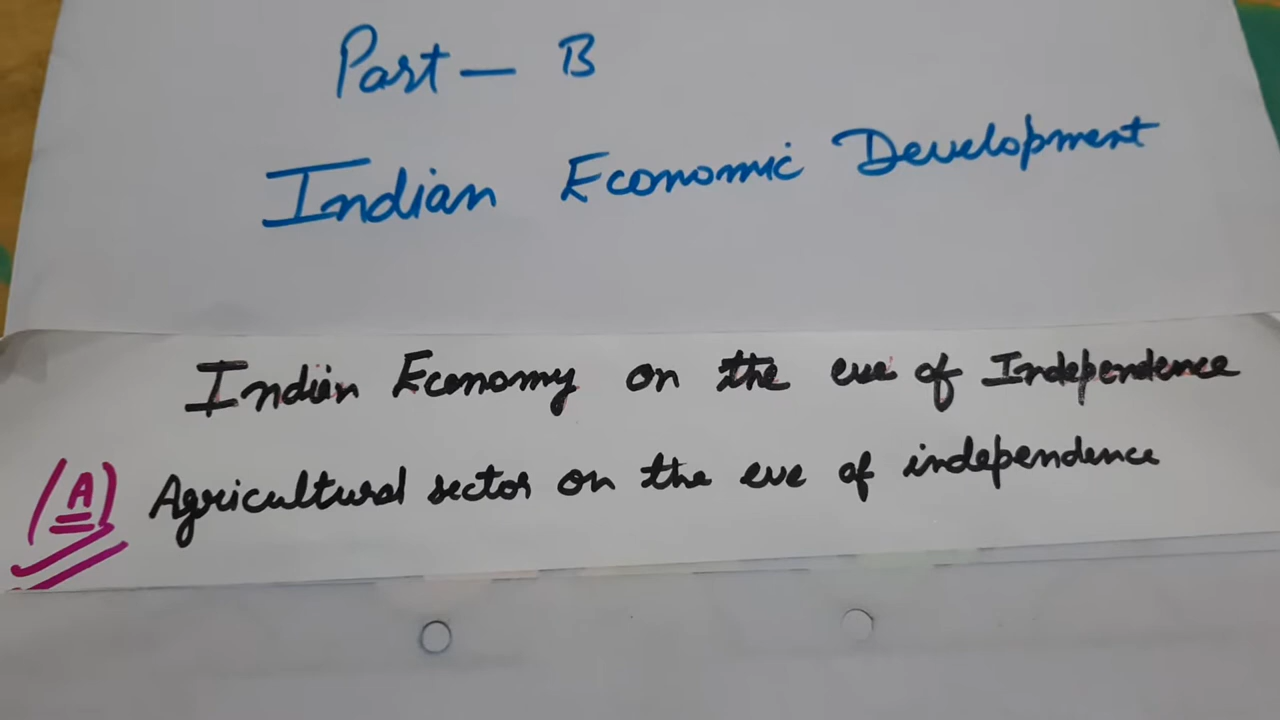 Part - B
Indian Economic Development
Indian Economy on the eve of Independence
(A) Agricultural sector on the eve of independence